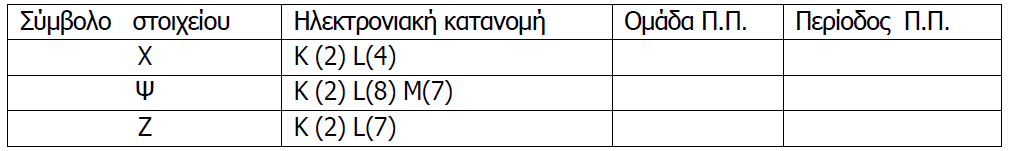 Σύμβολο στοιχείου Ηλεκτρονιακή κατανομή Ομάδα Π.Π. Περίοδος Π.Π.
Χ Κ (2) L(4)
Ψ Κ (2) L(8) M(7)
Ζ Κ (2) L(7)